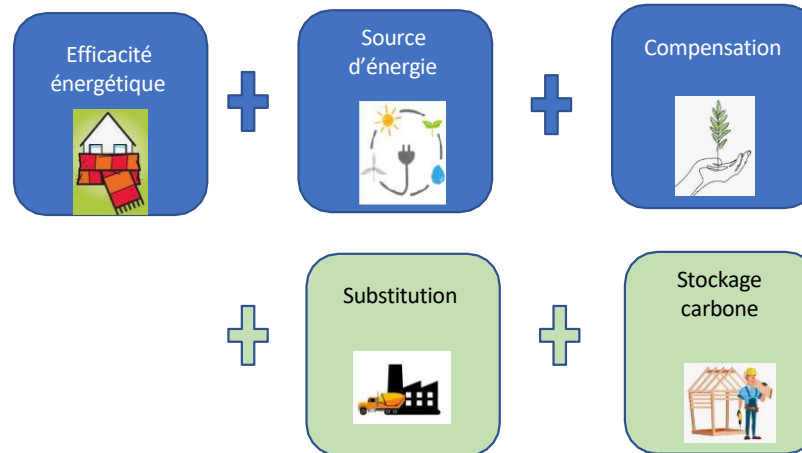 Efficacité
énergétique
Source
d'énergie
Compensation
Substitution
Stockage
carbone